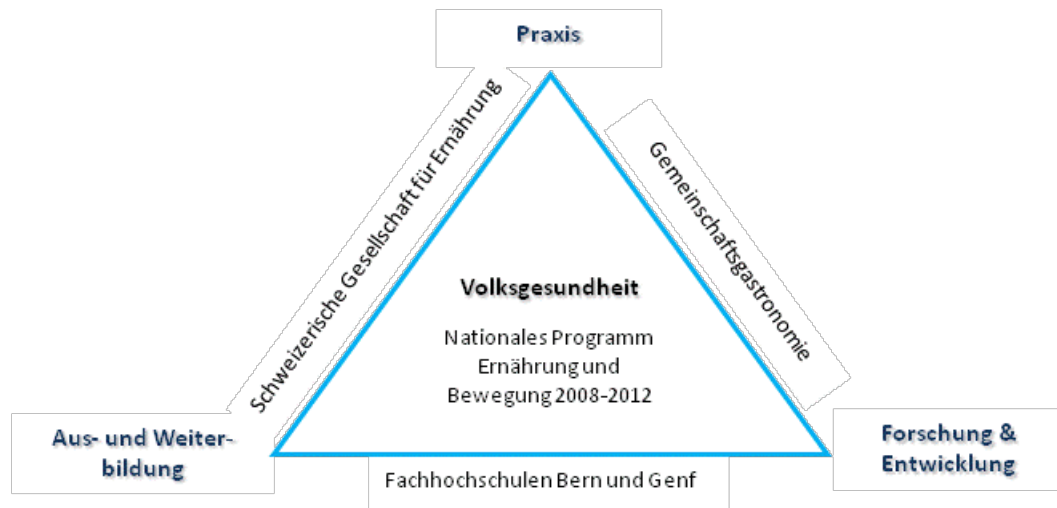 Praxis
Schweizerische Gesellschaft für Ernährung
Gemeinschaftsgastronomie
Volksgesundheit
Nationales Programm
Ernährung und
Bewegung 2008-2012
Aus- und Weiter-
bildung
Forschung &
Entwicklung
Fachhochschulen Bern und Genf